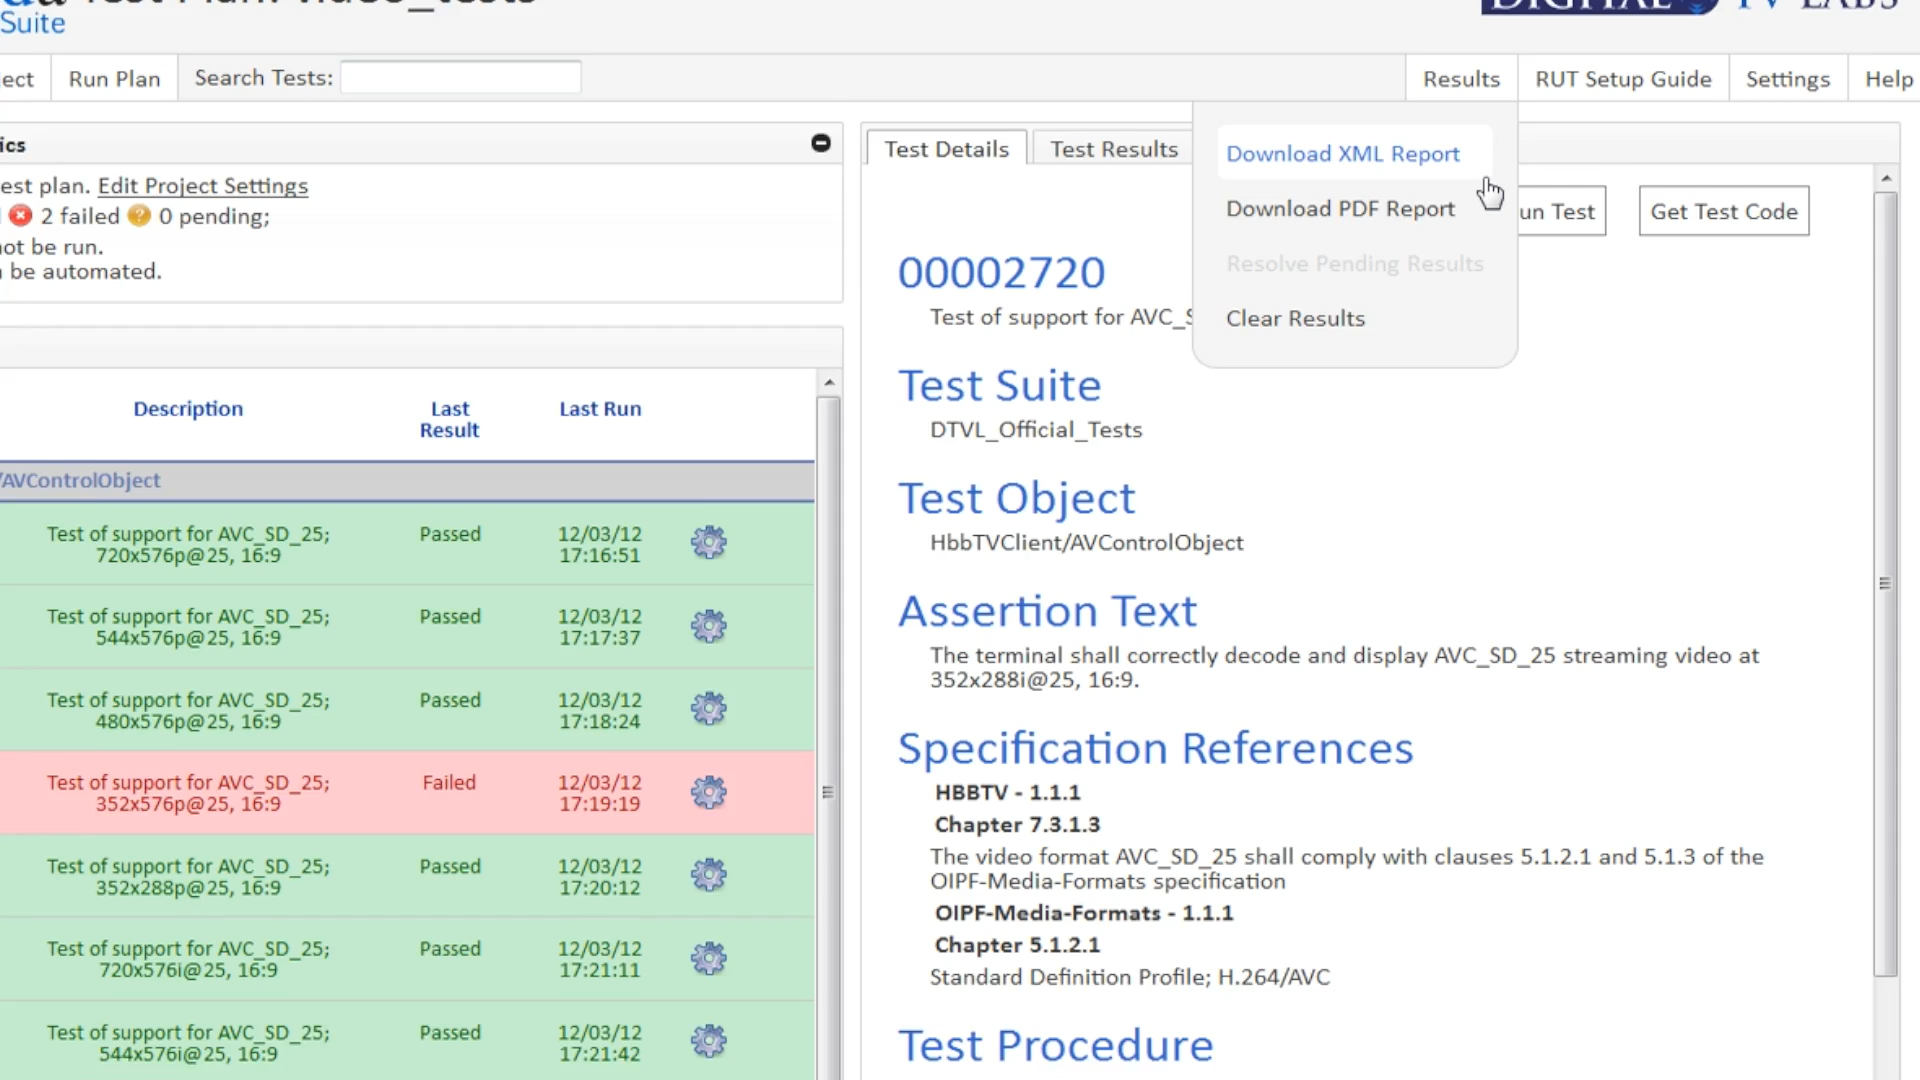 Test Plan: video_tests
Suite
DIGITAL TV LABS
ject
Run Plan
Search Tests:
Results
RUT Setup Guide
Settings
Help
ics
est plan. Edit Project Settings
2 failed 0 pending;
not be run.
be automated.
Description
Last
Result
Last Run
/AVControlObject
Test of support for AVC_SD_25;
720x576p@25, 16:9
Passed
12/03/12
17:16:51
Test of support for AVC_SD_25;
544x576p@25, 16:9
Passed
12/03/12
17:17:37
Test of support for AVC_SD_25;
480x576p@25, 16:9
Passed
12/03/12
17:18:24
Test of support for AVC_SD_25;
352x576p@25, 16:9
Failed
12/03/12
17:19:19
Test of support for AVC_SD_25;
352x288p@25, 16:9
Passed
12/03/12
17:20:12
Test of support for AVC_SD_25;
720x576i@25, 16:9
Passed
12/03/12
17:21:11
Test of support for AVC_SD_25;
544x576i@25, 16:9
Passed
12/03/12
17:21:42
Test Details
Test Results
Download XML Report
Download PDF Report
Resolve Pending Results
Clear Results
un Test
Get Test Code
00002720
Test of support for AVC_S
Test Suite
DTVL_Official_Tests
Test Object
HbbTVClient/AVControlObject
Assertion Text
The terminal shall correctly decode and display AVC_SD_25 streaming video at
352x288i@25, 16:9.
Specification References
HBBTV - 1.1.1
Chapter 7.3.1.3
The video format AVC_SD_25 shall comply with clauses 5.1.2.1 and 5.1.3 of the
OIPF-Media-Formats specification
OIPF-Media-Formats - 1.1.1
Chapter 5.1.2.1
Standard Definition Profile; H.264/AVC
Test Procedure